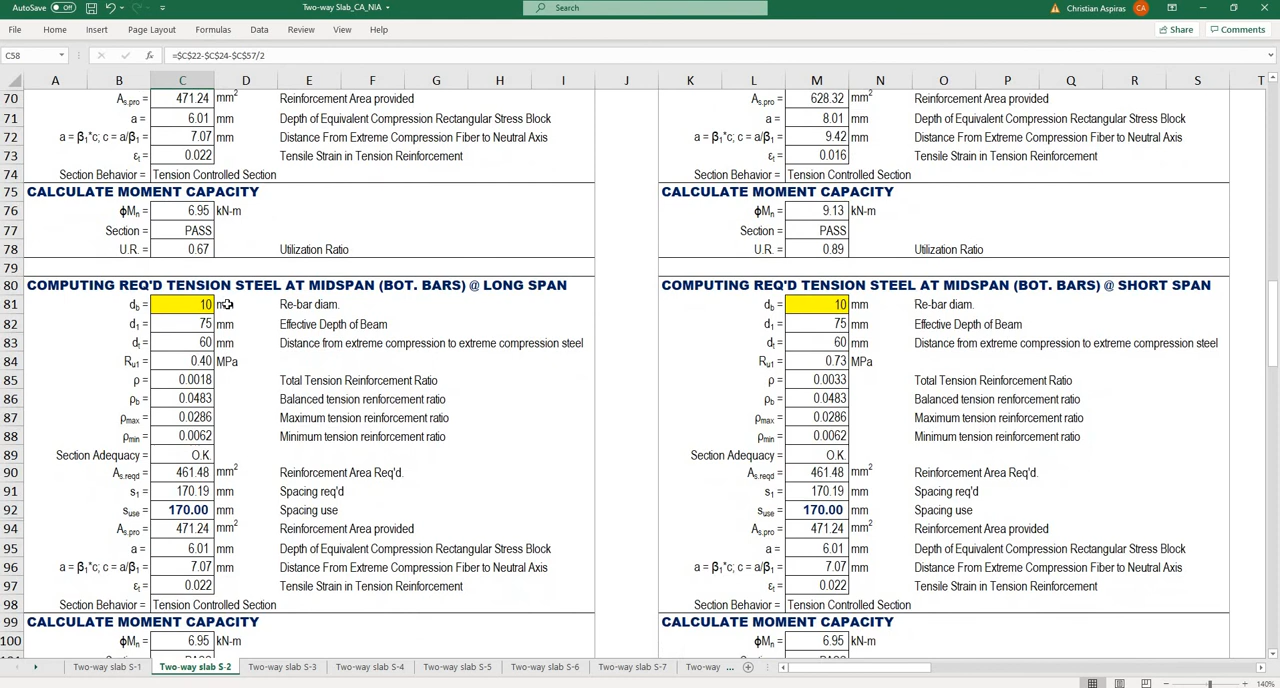 AutoSave Off Two-way Slab_CA_NIA Search Christian Aspiras CA
File Home Insert Page Layout Formulas Data Review View Help Share Comments
C58 fx =$C$22-$C$24-$C$57/2
A B C D E F G H I J K L M N O P Q R S T
70 As.pro = 471.24 mm2 Reinforcement Area provided As.pro = 628.32 mm2 Reinforcement Area provided
71 a = 6.01 mm Depth of Equivalent Compression Rectangular Stress Block a = 8.01 mm Depth of Equivalent Compression Rectangular Stress Block
72 a = β1*c; c = a/β1 = 7.07 mm Distance From Extreme Compression Fiber to Neutral Axis a = β1*c; c = a/β1 = 9.42 mm Distance From Extreme Compression Fiber to Neutral Axis
73 εt = 0.022 Tensile Strain in Tension Reinforcement εt = 0.016 Tensile Strain in Tension Reinforcement
74 Section Behavior = Tension Controlled Section Section Behavior = Tension Controlled Section
75 CALCULATE MOMENT CAPACITY CALCULATE MOMENT CAPACITY
76 ϕMn = 6.95 kN-m ϕMn = 9.13 kN-m
77 Section = PASS Section = PASS
78 U.R. = 0.67 Utilization Ratio U.R. = 0.89 Utilization Ratio
79
80 COMPUTING REQ'D TENSION STEEL AT MIDSPAN (BOT. BARS) @ LONG SPAN COMPUTING REQ'D TENSION STEEL AT MIDSPAN (BOT. BARS) @ SHORT SPAN
81 db = 10 mm Re-bar diam. db = 10 mm Re-bar diam.
82 d1 = 75 mm Effective Depth of Beam d1 = 75 mm Effective Depth of Beam
83 dt = 60 mm Distance from extreme compression to extreme compression steel dt = 60 mm Distance from extreme compression to extreme compression steel
84 Ru1 = 0.40 MPa Ru1 = 0.73 MPa
85 ρ = 0.0018 Total Tension Reinforcement Ratio ρ = 0.0033 Total Tension Reinforcement Ratio
86 ρb = 0.0483 Balanced tension renforcement ratio ρb = 0.0483 Balanced tension renforcement ratio
87 ρmax = 0.0286 Maximum tension reinforcement ratio ρmax = 0.0286 Maximum tension reinforcement ratio
88 ρmin = 0.0062 Minimum tension reinforcement ratio ρmin = 0.0062 Minimum tension reinforcement ratio
89 Section Adequacy = O.K. Section Adequacy = O.K.
90 As.reqd = 461.48 mm2 Reinforcement Area Req'd. As.reqd = 461.48 mm2 Reinforcement Area Req'd.
91 s1 = 170.19 mm Spacing req'd s1 = 170.19 mm Spacing req'd
92 suse = 170.00 mm Spacing use suse = 170.00 mm Spacing use
94 As.pro = 471.24 mm2 Reinforcement Area provided As.pro = 471.24 mm2 Reinforcement Area provided
95 a = 6.01 mm Depth of Equivalent Compression Rectangular Stress Block a = 6.01 mm Depth of Equivalent Compression Rectangular Stress Block
96 a = β1*c; c = a/β1 = 7.07 mm Distance From Extreme Compression Fiber to Neutral Axis a = β1*c; c = a/β1 = 7.07 mm Distance From Extreme Compression Fiber to Neutral Axis
97 εt = 0.022 Tensile Strain in Tension Reinforcement εt = 0.022 Tensile Strain in Tension Reinforcement
98 Section Behavior = Tension Controlled Section Section Behavior = Tension Controlled Section
99 CALCULATE MOMENT CAPACITY CALCULATE MOMENT CAPACITY
100 ϕMn = 6.95 kN-m ϕMn = 6.95 kN-m
Two-way slab S-1 Two-way slab S-2 Two-way slab S-3 Two-way slab S-4 Two-way slab S-5 Two-way slab S-6 Two-way slab S-7 Two-way ...
140%